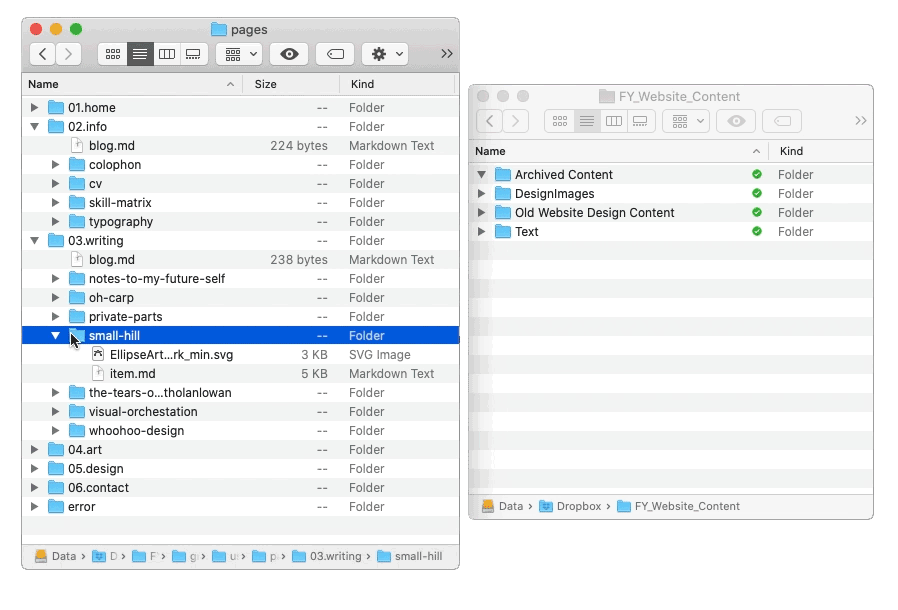 pages
Name Size Kind
01.home -- Folder
02.info -- Folder
blog.md 224 bytes Markdown Text
colophon -- Folder
cv -- Folder
skill-matrix -- Folder
typography -- Folder
03.writing -- Folder
blog.md 238 bytes Markdown Text
notes-to-my-future-self -- Folder
oh-carp -- Folder
private-parts -- Folder
small-hill -- Folder
EllipseArt...rk_min.svg 3 KB SVG Image
item.md 5 KB Markdown Text
the-tears-o...tholanlowan -- Folder
visual-orchestation -- Folder
whoohoo-design -- Folder
04.art -- Folder
05.design -- Folder
06.contact -- Folder
error -- Folder
Data › D › F › g › u › p › 03.writing › small-hill
FY_Website_Content
Name Kind
Archived Content Folder
DesignImages Folder
Old Website Design Content Folder
Text Folder
Data › Dropbox › FY_Website_Content